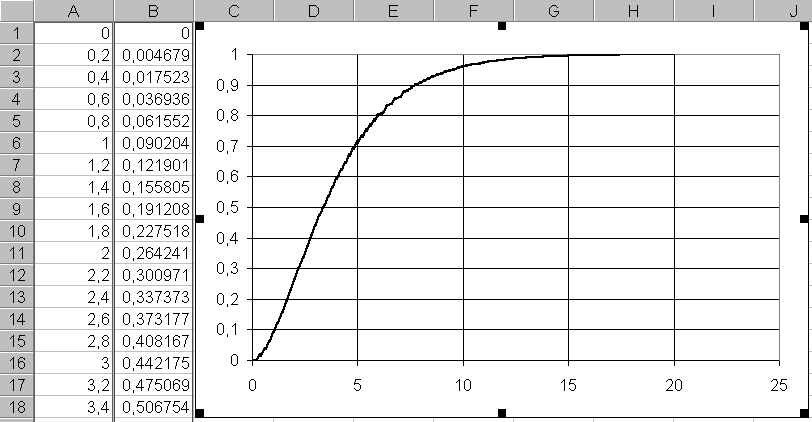 A B C D E F G H I J
1 0 0
2 0,2 0,004679
3 0,4 0,017523
4 0,6 0,036936
5 0,8 0,061552
6 1 0,090204
7 1,2 0,121901
8 1,4 0,155805
9 1,6 0,191208
10 1,8 0,227518
11 2 0,264241
12 2,2 0,300971
13 2,4 0,337373
14 2,6 0,373177
15 2,8 0,408167
16 3 0,442175
17 3,2 0,475069
18 3,4 0,506754
1
0,9
0,8
0,7
0,6
0,5
0,4
0,3
0,2
0,1
0
0 5 10 15 20 25